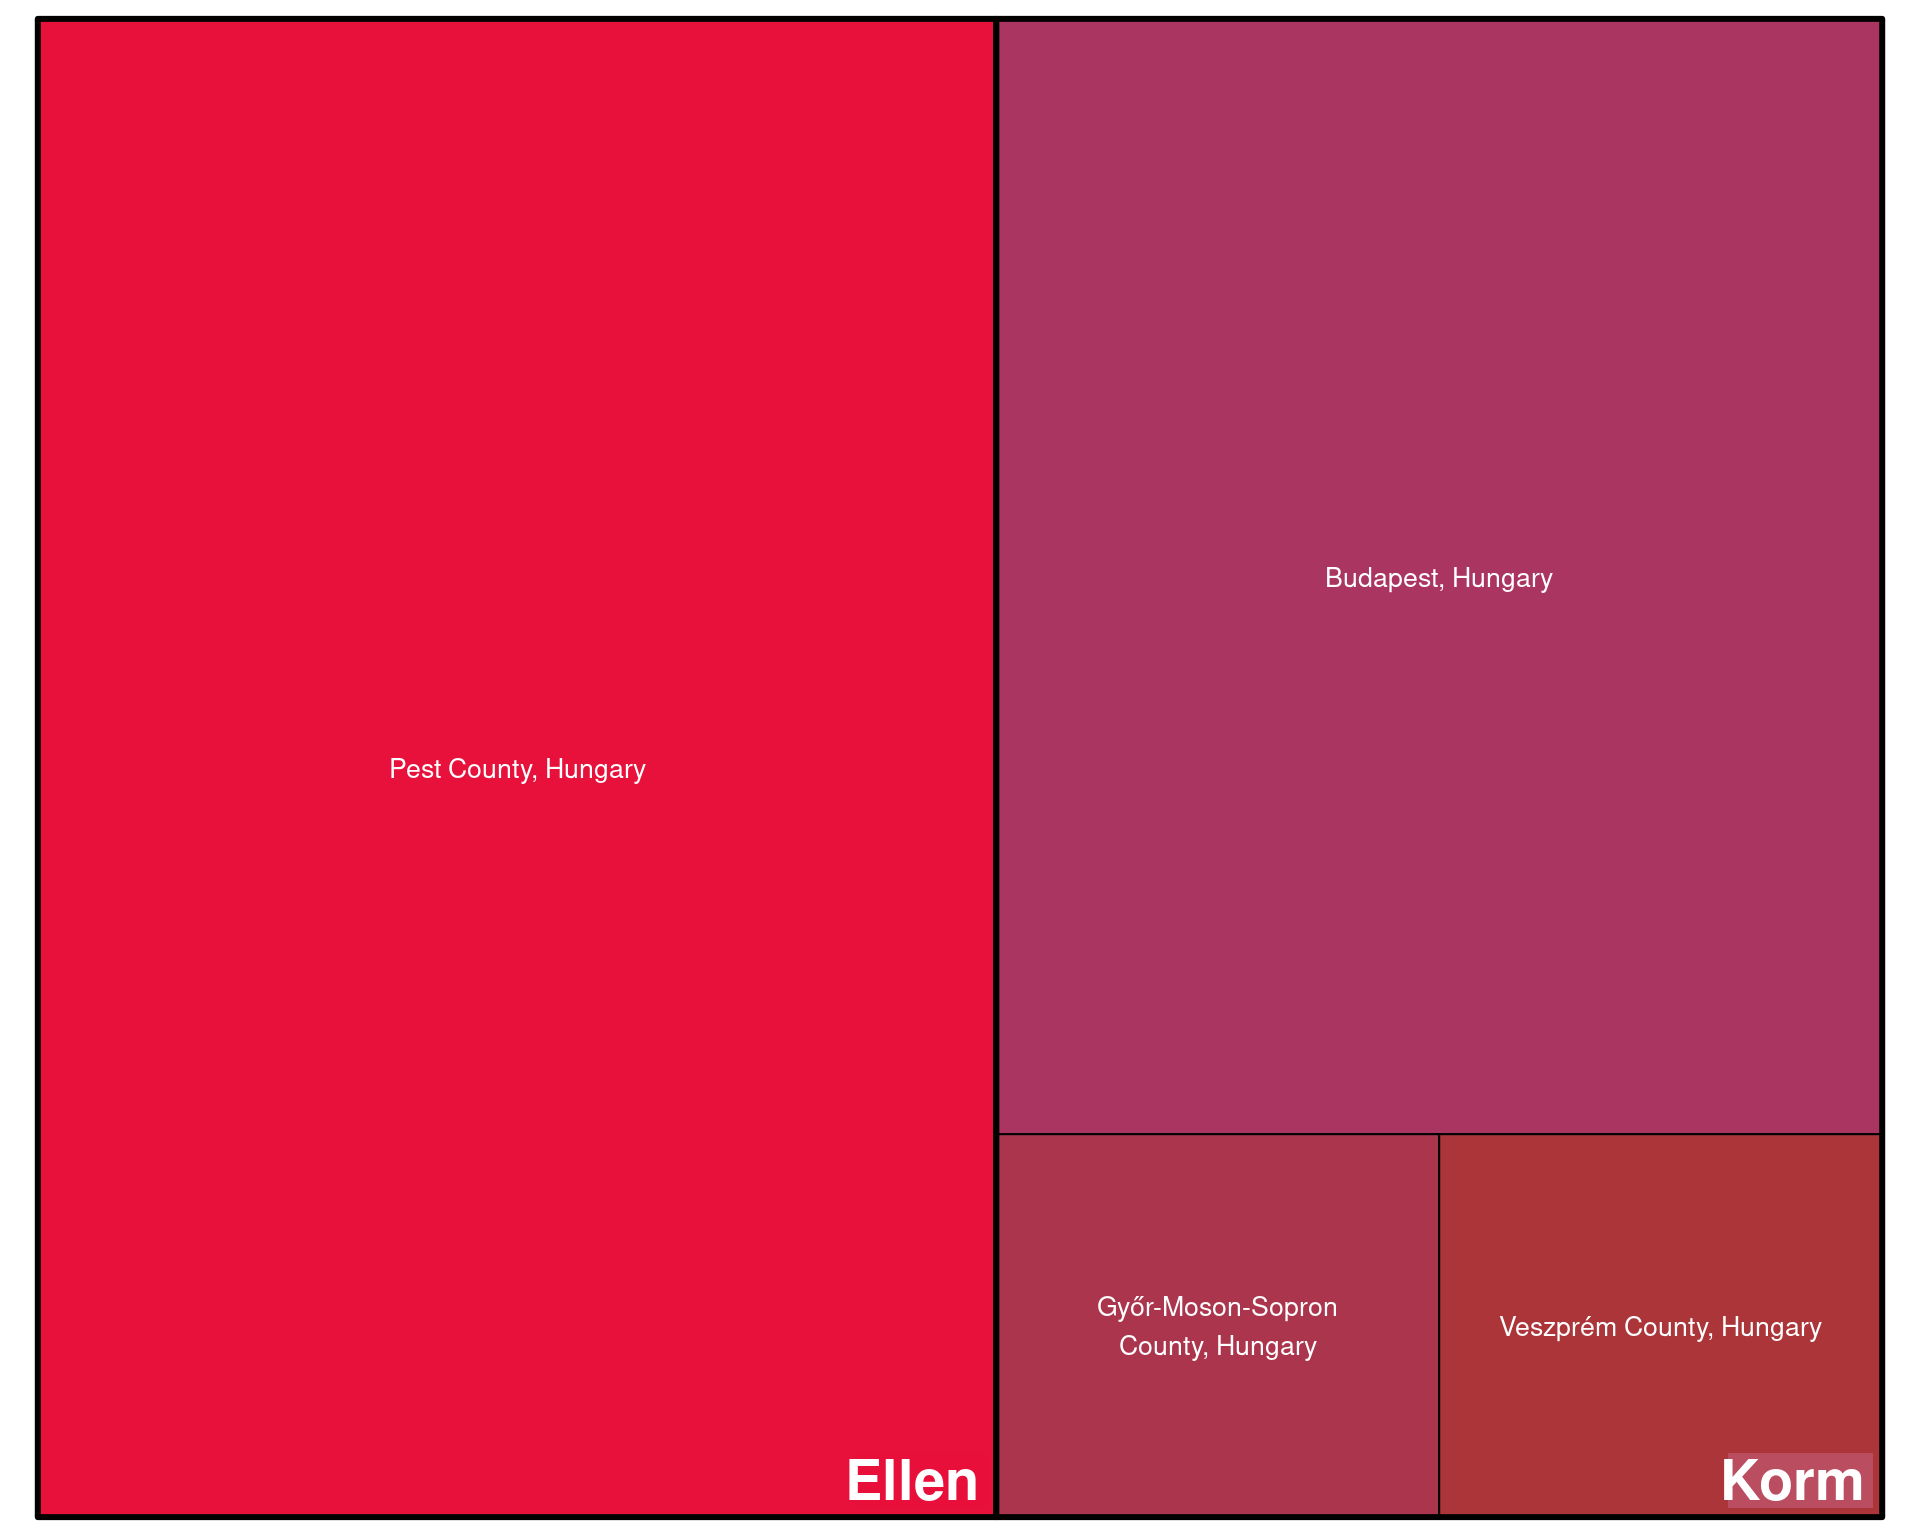 Pest County, Hungary
Ellen
Budapest, Hungary
Győr-Moson-Sopron
County, Hungary
Veszprém County, Hungary
Korm